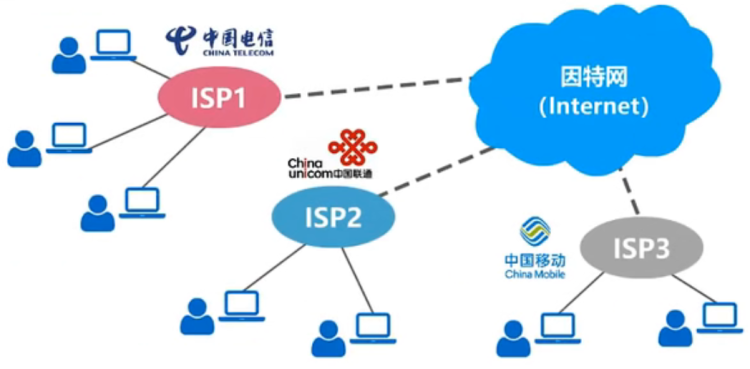 中国电信
CHINA TELECOM
ISP1
因特网
（Internet）
China
unicom中国联通
ISP2
中国移动
China Mobile
ISP3